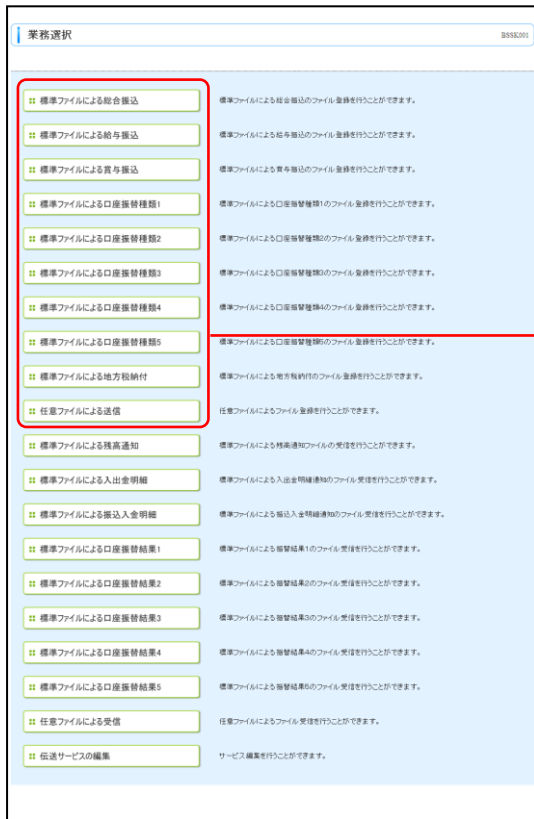 業務選択
BSSK001
標準ファイルによる総合振込
標準ファイルによる総合振込のファイル登録を行うことができます。
標準ファイルによる給与振込
標準ファイルによる給与振込のファイル登録を行うことができます。
標準ファイルによる賞与振込
標準ファイルによる賞与振込のファイル登録を行うことができます。
標準ファイルによる口座振替種類1
標準ファイルによる口座振替種類1のファイル登録を行うことができます。
標準ファイルによる口座振替種類2
標準ファイルによる口座振替種類2のファイル登録を行うことができます。
標準ファイルによる口座振替種類3
標準ファイルによる口座振替種類3のファイル登録を行うことができます。
標準ファイルによる口座振替種類4
標準ファイルによる口座振替種類4のファイル登録を行うことができます。
標準ファイルによる口座振替種類5
標準ファイルによる口座振替種類5のファイル登録を行うことができます。
標準ファイルによる地方税納付
標準ファイルによる地方税納付のファイル登録を行うことができます。
任意ファイルによる送信
任意ファイルによるファイル登録を行うことができます。
標準ファイルによる残高通知
標準ファイルによる残高通知ファイルの受信を行うことができます。
標準ファイルによる入出金明細
標準ファイルによる入出金明細通知のファイル受信を行うことができます。
標準ファイルによる振込入金明細
標準ファイルによる振込入金明細通知のファイル受信を行うことができます。
標準ファイルによる口座振替結果1
標準ファイルによる振替結果1のファイル受信を行うことができます。
標準ファイルによる口座振替結果2
標準ファイルによる振替結果2のファイル受信を行うことができます。
標準ファイルによる口座振替結果3
標準ファイルによる振替結果3のファイル受信を行うことができます。
標準ファイルによる口座振替結果4
標準ファイルによる振替結果4のファイル受信を行うことができます。
標準ファイルによる口座振替結果5
標準ファイルによる振替結果5のファイル受信を行うことができます。
任意ファイルによる受信
任意ファイルによるファイル受信を行うことができます。
伝送サービスの編集
サービス編集を行うことができます。